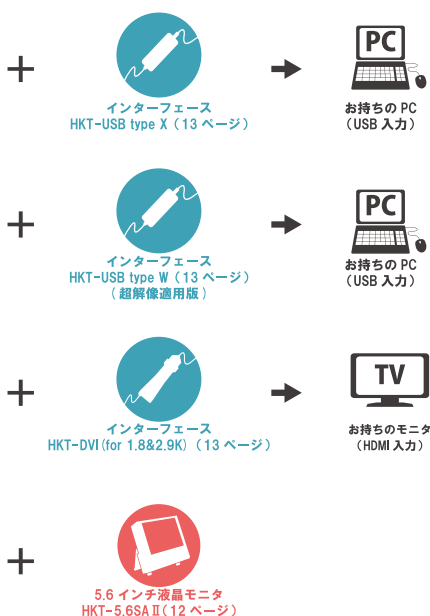 +
PC
インターフェース
HKT-USB type X（13 ページ）
お持ちの PC
（USB 入力）
+
PC
インターフェース
HKT-USB type W（13 ページ）
（超解像適用版）
お持ちの PC
（USB 入力）
+
TV
インターフェース
HKT-DVI（for 1.8&2.9K）（13 ページ）
お持ちのモニタ
（HDMI 入力）
+
5.6 インチ液晶モニタ
HKT-5.6SAⅡ（12 ページ）